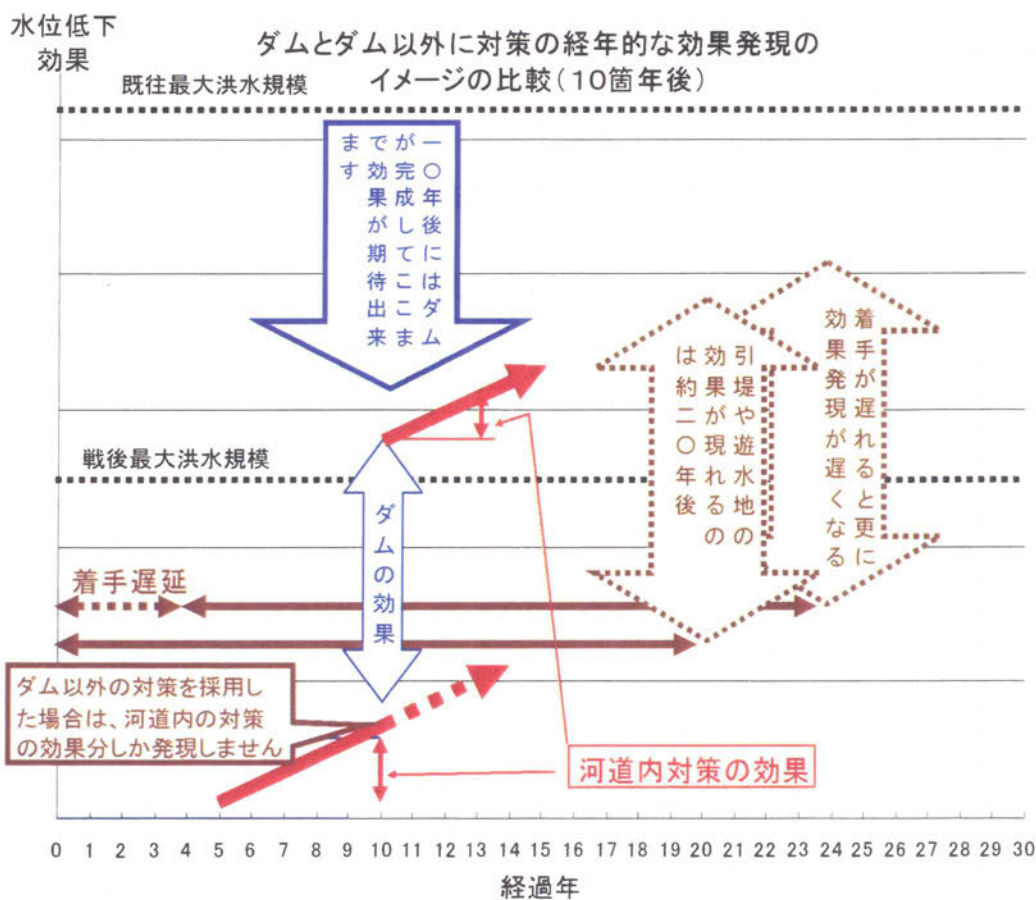 水位低下
効果
ダムとダム以外に対策の経年的な効果発現の
イメージの比較(10箇年後)
既往最大洪水規模
一〇年後にはダム
が完成してここま
で効果が期待出来
ます
着手が遅れると更に
効果発現が遅くなる
引堤や遊水地の
効果が現れるの
は約二〇年後
戦後最大洪水規模
ダムの効果
着手遅延
ダム以外の対策を採用し
た場合は、河道内の対策
の効果分しか発現しません
河道内対策の効果
0 1 2 3 4 5 6 7 8 9 10 11 12 13 14 15 16 17 18 19 20 21 22 23 24 25 26 27 28 29 30
経過年